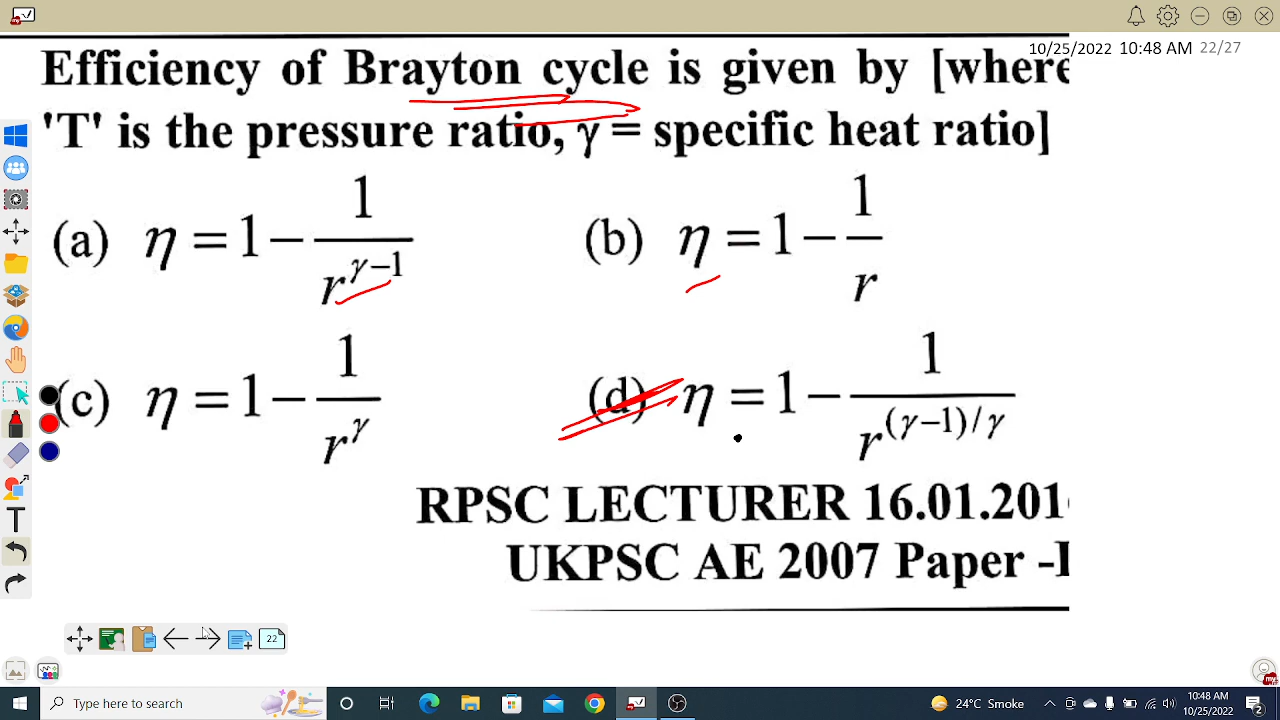 10/25/2022 10:48 AM 22/27
Efficiency of Brayton cycle is given by [where
'T' is the pressure ratio, γ = specific heat ratio]
(a) η = 1 − 1/r^(γ−1) (b) η = 1 − 1/r
(c) η = 1 − 1/r^γ (d) η = 1 − 1/r^((γ−1)/γ)
RPSC LECTURER 16.01.201
UKPSC AE 2007 Paper -I
T
22
Type here to search
24°C Smoke
10:48 AM
10/25/2022
2